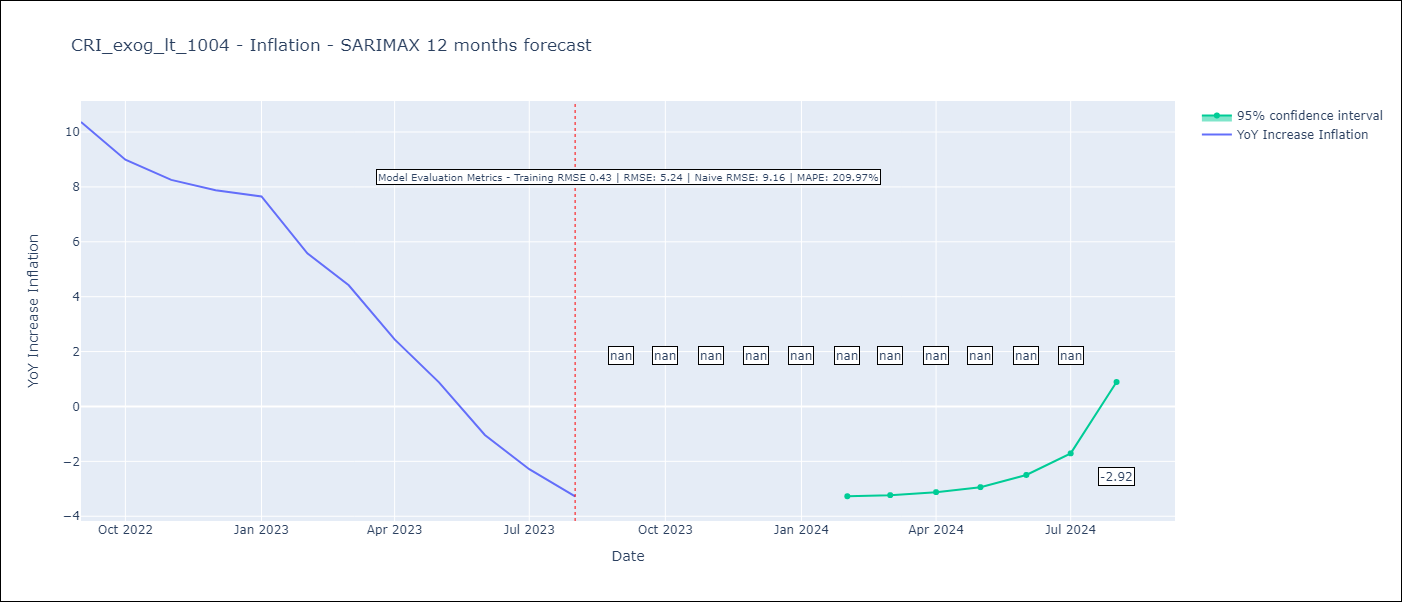 CRI_exog_lt_1004 - Inflation - SARIMAX 12 months forecast
95% confidence interval
YoY Increase Inflation
Model Evaluation Metrics - Training RMSE 0.43 | RMSE: 5.24 | Naive RMSE: 9.16 | MAPE: 209.97%
YoY Increase Inflation
10
8
6
4
2
0
−2
−4
nan nan nan nan nan nan nan nan nan nan nan
-2.92
Oct 2022 Jan 2023 Apr 2023 Jul 2023 Oct 2023 Jan 2024 Apr 2024 Jul 2024
Date